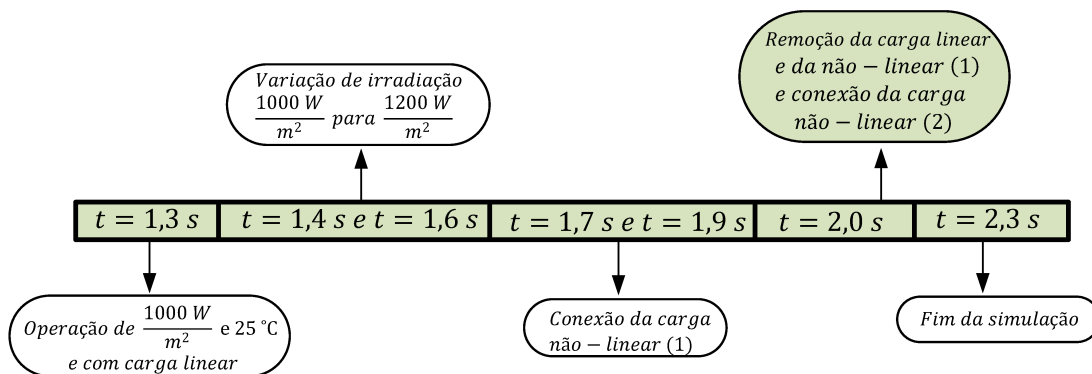 Remoção da carga linear
e da não − linear (1)
e conexão da carga
não − linear (2)
Variação de irradiação
1000 W/m² para 1200 W/m²
t = 1,3 s
t = 1,4 s e t = 1,6 s
t = 1,7 s e t = 1,9 s
t = 2,0 s
t = 2,3 s
Operação de 1000 W/m² e 25 °C
e com carga linear
Conexão da carga
não − linear (1)
Fim da simulação